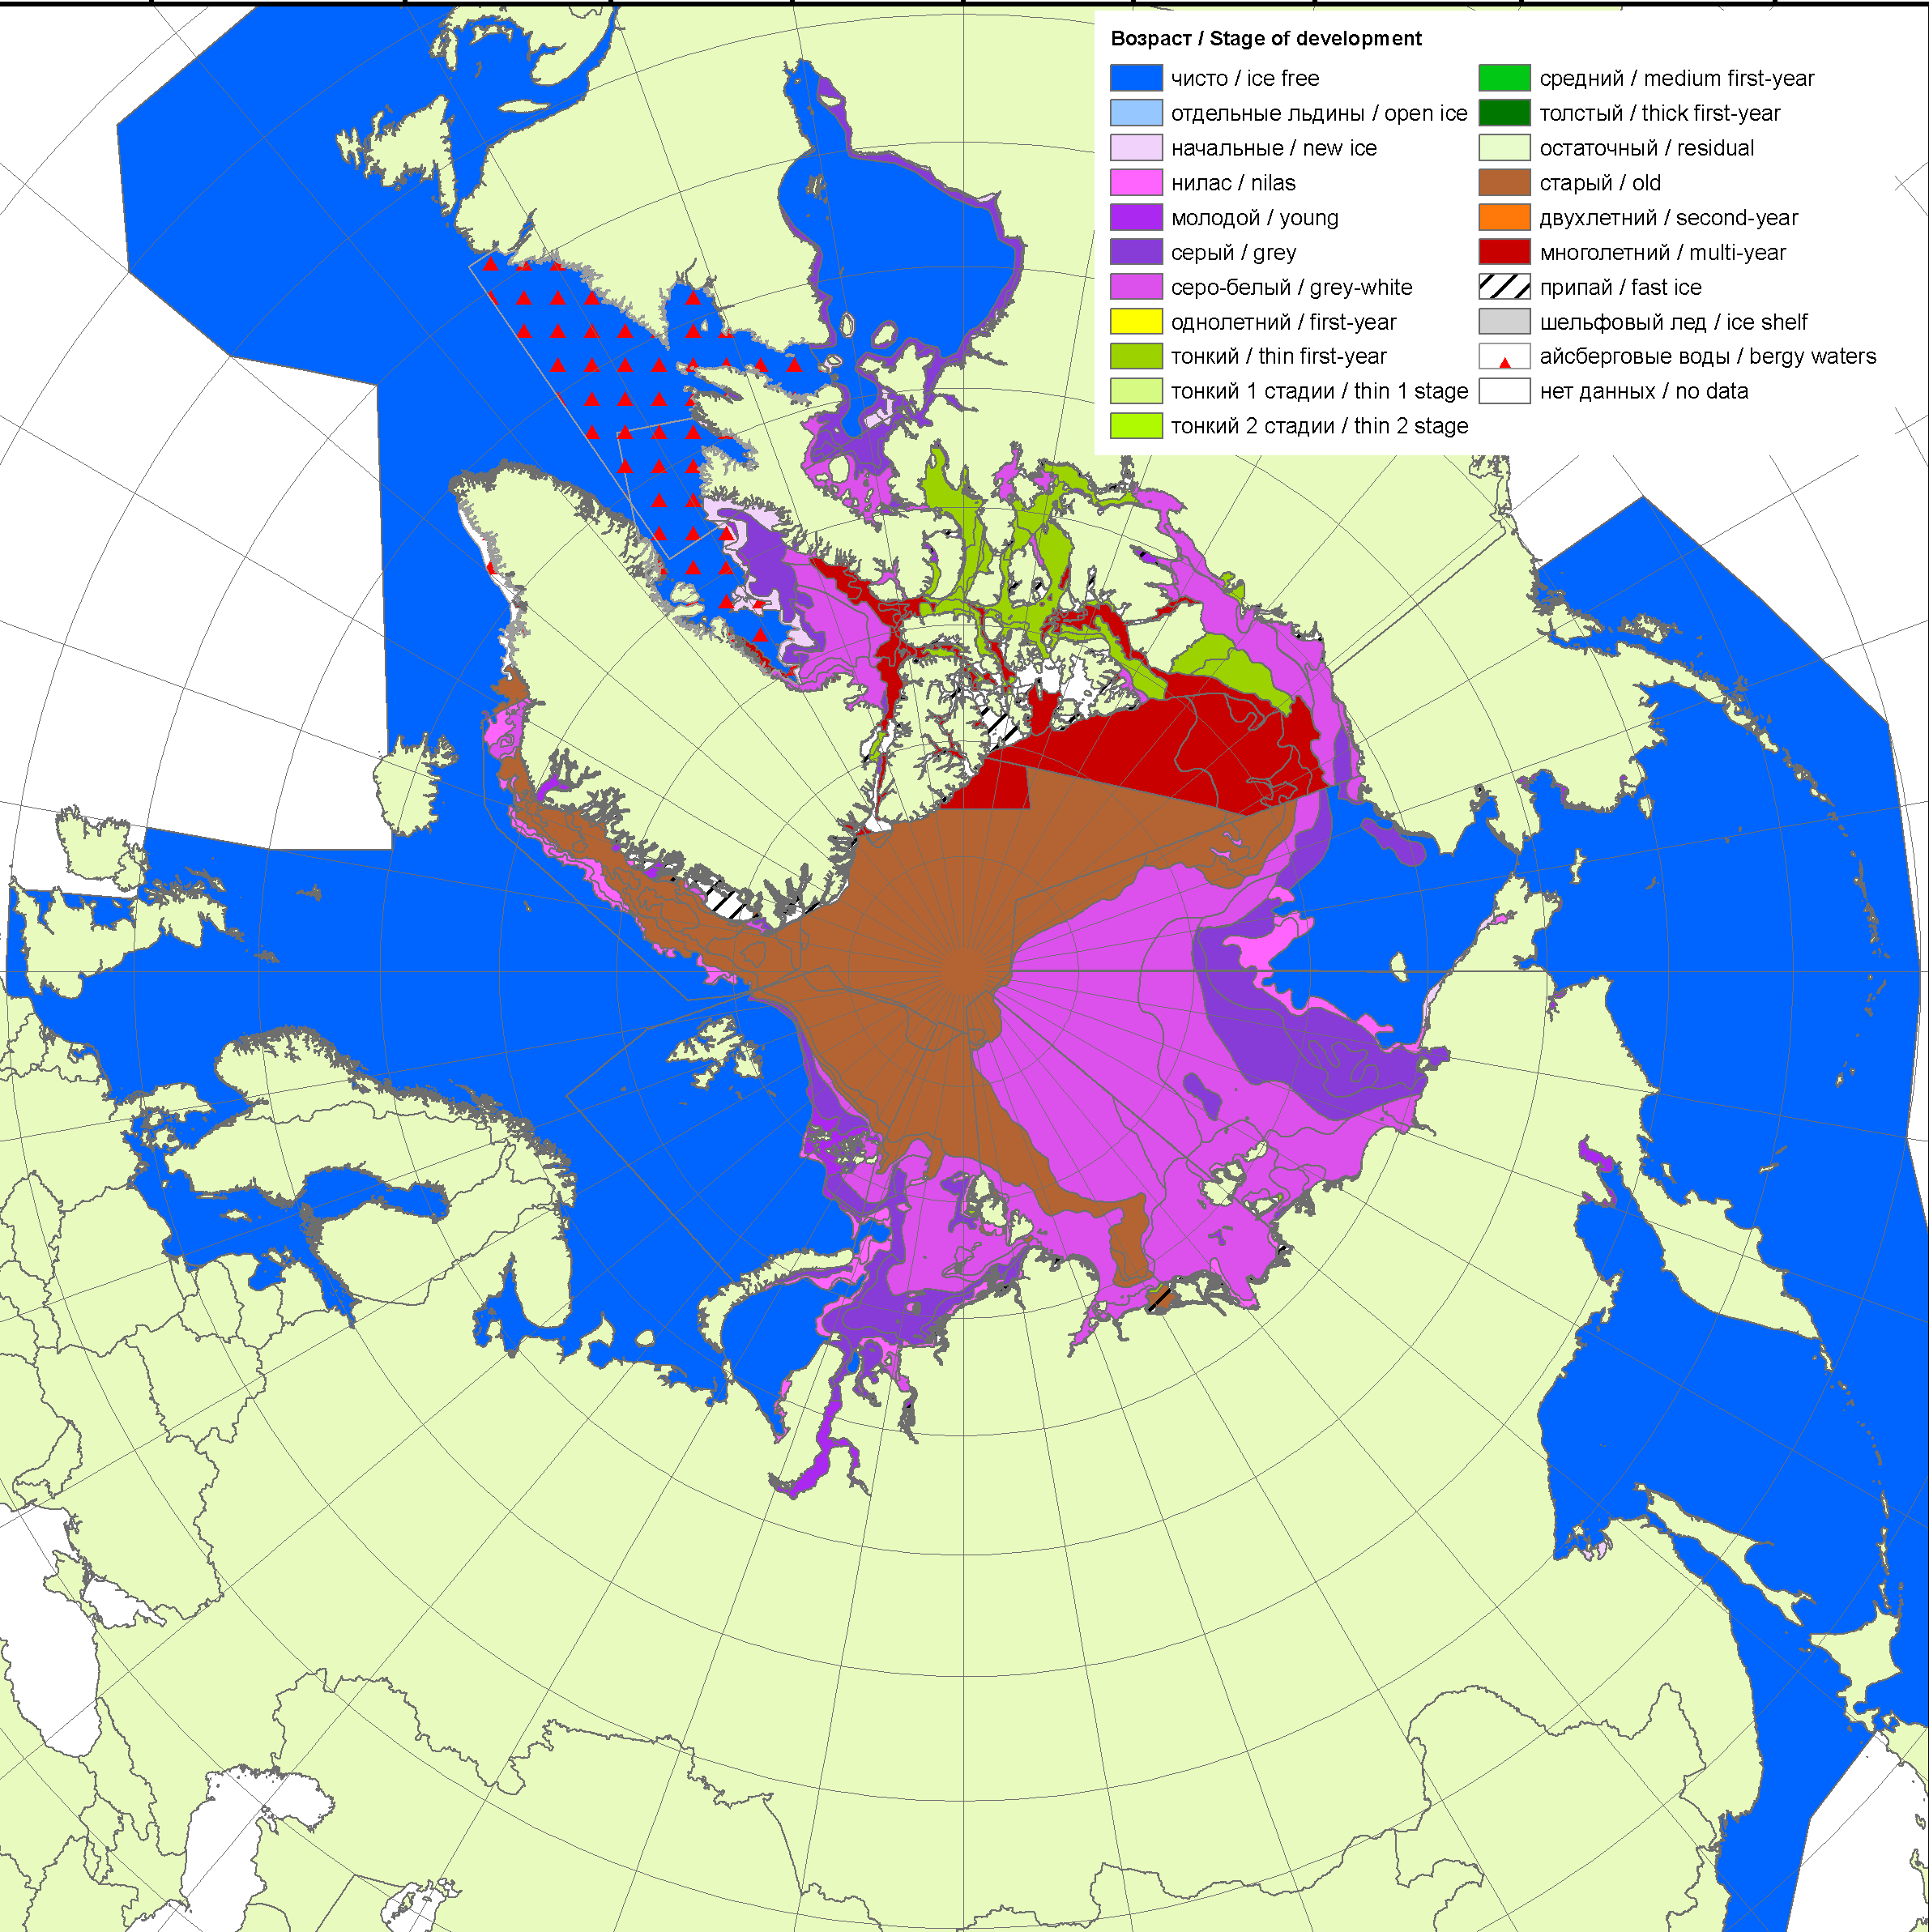 Возраст / Stage of development
чисто / ice free
отдельные льдины / open ice
начальные / new ice
нилас / nilas
молодой / young
серый / grey
серо-белый / grey-white
однолетний / first-year
тонкий / thin first-year
тонкий 1 стадии / thin 1 stage
тонкий 2 стадии / thin 2 stage
средний / medium first-year
толстый / thick first-year
остаточный / residual
старый / old
двухлетний / second-year
многолетний / multi-year
припай / fast ice
шельфовый лед / ice shelf
айсберговые воды / bergy waters
нет данных / no data